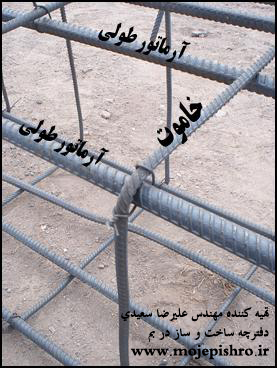 آرماتور طولی
خاموت
آرماتور طولی
تهیه کننده مهندس علیرضا سعیدی
دفترچه ساخت و ساز در بم
www.mojepishro.ir